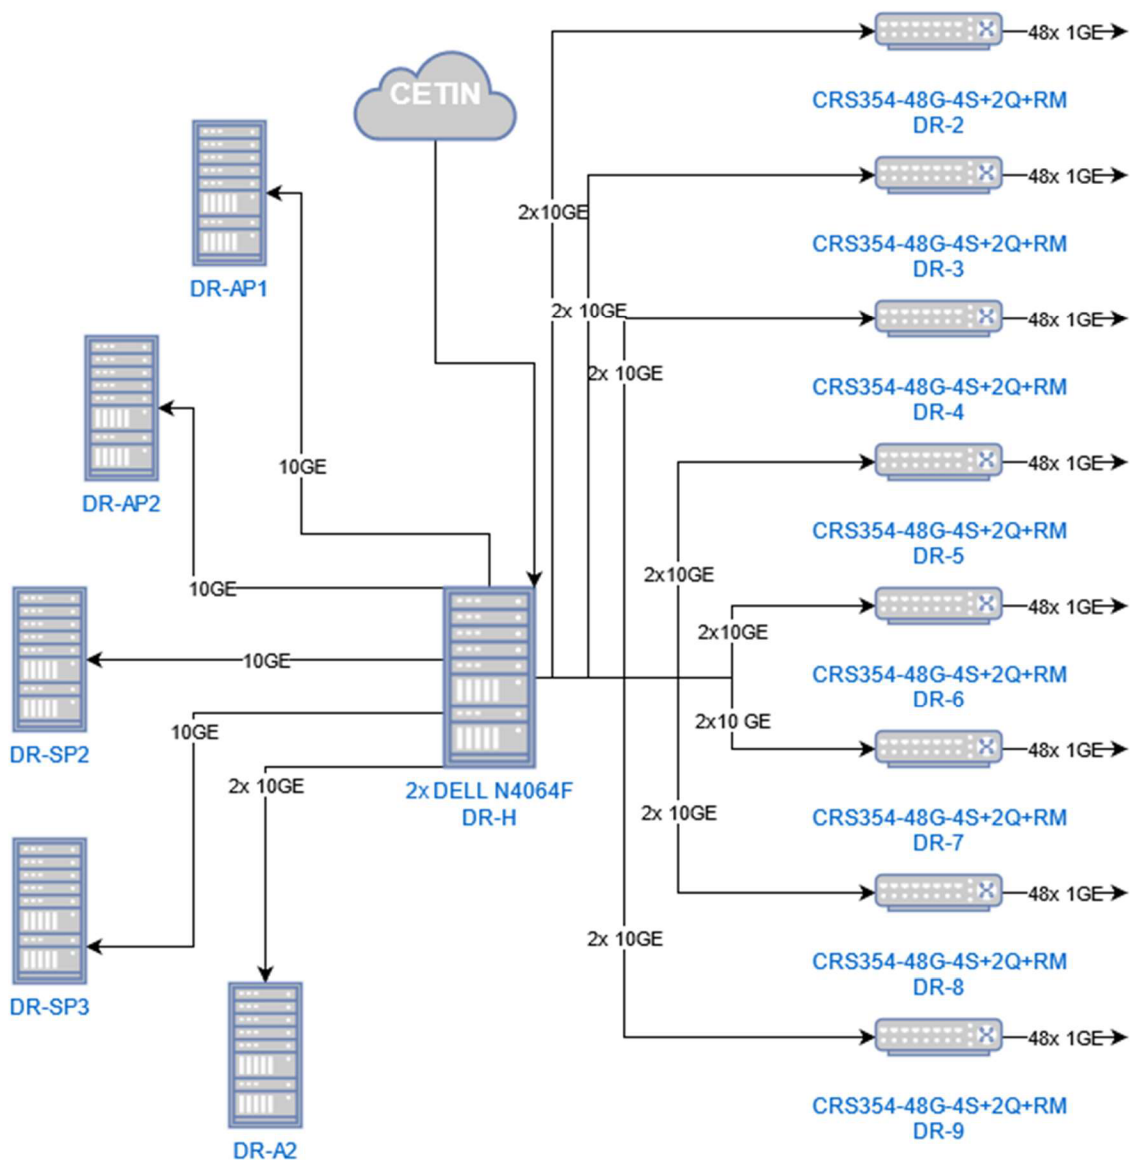 48x 1GE
CETIN
CRS354-48G-4S+2Q+RM
DR-2
48x 1GE
2x10GE
CRS354-48G-4S+2Q+RM
DR-3
DR-AP1
2x 10GE
48x 1GE
2x 10GE
CRS354-48G-4S+2Q+RM
DR-4
10GE
48x 1GE
DR-AP2
CRS354-48G-4S+2Q+RM
DR-5
2x10GE
10GE
48x 1GE
2x10GE
10GE
CRS354-48G-4S+2Q+RM
DR-6
2x10 GE
10GE
48x 1GE
DR-SP2
2x 10GE
2x DELL N4064F
DR-H
2x 10GE
CRS354-48G-4S+2Q+RM
DR-7
48x 1GE
2x 10GE
CRS354-48G-4S+2Q+RM
DR-8
DR-SP3
48x 1GE
CRS354-48G-4S+2Q+RM
DR-9
DR-A2